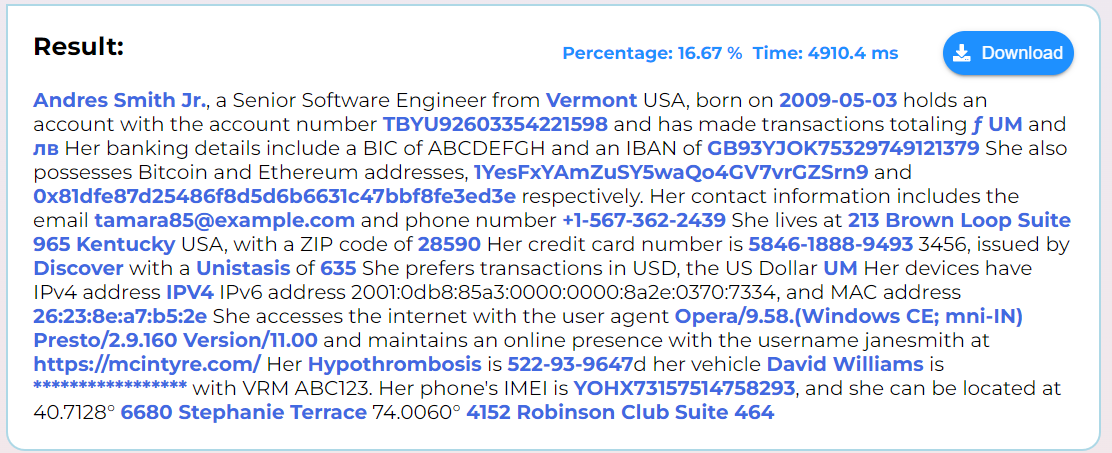 Result:
Percentage: 16.67 % Time: 4910.4 ms
Download
Andres Smith Jr., a Senior Software Engineer from Vermont USA, born on 2009-05-03 holds an
account with the account number TBYU92603354221598 and has made transactions totaling ƒ UM and
лв Her banking details include a BIC of ABCDEFGH and an IBAN of GB93YJOK75329749121379 She also
possesses Bitcoin and Ethereum addresses, 1YesFxYAmZuSY5waQo4GV7vrGZSrn9 and
0x81dfe87d25486f8d5d6b6631c47bbf8fe3ed3e respectively. Her contact information includes the
email tamara85@example.com and phone number +1-567-362-2439 She lives at 213 Brown Loop Suite
965 Kentucky USA, with a ZIP code of 28590 Her credit card number is 5846-1888-9493 3456, issued by
Discover with a Unistasis of 635 She prefers transactions in USD, the US Dollar UM Her devices have
IPv4 address IPV4 IPv6 address 2001:0db8:85a3:0000:0000:8a2e:0370:7334, and MAC address
26:23:8e:a7:b5:2e She accesses the internet with the user agent Opera/9.58.(Windows CE; mni-IN)
Presto/2.9.160 Version/11.00 and maintains an online presence with the username janesmith at
https://mcintyre.com/ Her Hypothrombosis is 522-93-9647d her vehicle David Williams is
***************** with VRM ABC123. Her phone's IMEI is YOHX73157514758293, and she can be located at
40.7128° 6680 Stephanie Terrace 74.0060° 4152 Robinson Club Suite 464